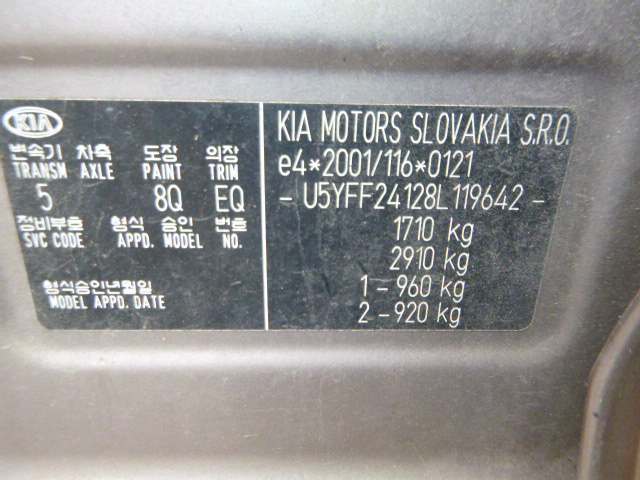 KIA
변속기 차축 도장 의장
TRANSM AXLE PAINT TRIM
5 8Q EQ
정비부호 형식 승인 번호
SVC CODE APPD. MODEL NO.
형식승인년월일
MODEL APPD. DATE
KIA MOTORS SLOVAKIA S.R.O.
e4*2001/116*0121
- U5YFF24128L119642 -
1710 kg
2910 kg
1 - 960 kg
2 - 920 kg